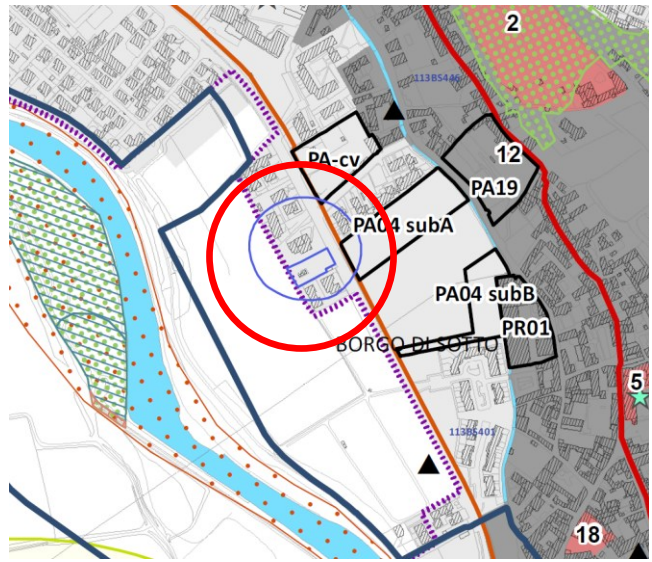 2
113BS446
12
PA-cv
PA19
PA04 subA
PA04 subB
PR01
BORGO DI SOTTO
5
113BS401
18